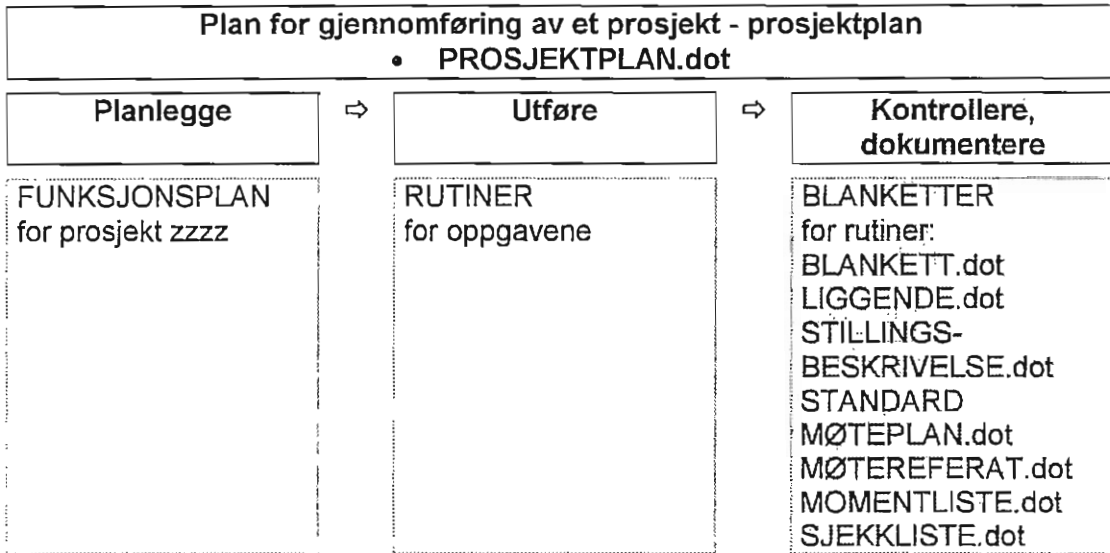 Plan for gjennomføring av et prosjekt - prosjektplan
• PROSJEKTPLAN.dot
Planlegge ⇨ Utføre ⇨ Kontrollere,
dokumentere
FUNKSJONSPLAN
for prosjekt zzzz
RUTINER
for oppgavene
BLANKETTER
for rutiner:
BLANKETT.dot
LIGGENDE.dot
STILLINGS-
BESKRIVELSE.dot
STANDARD
MØTEPLAN.dot
MØTEREFERAT.dot
MOMENTLISTE.dot
SJEKKLISTE.dot